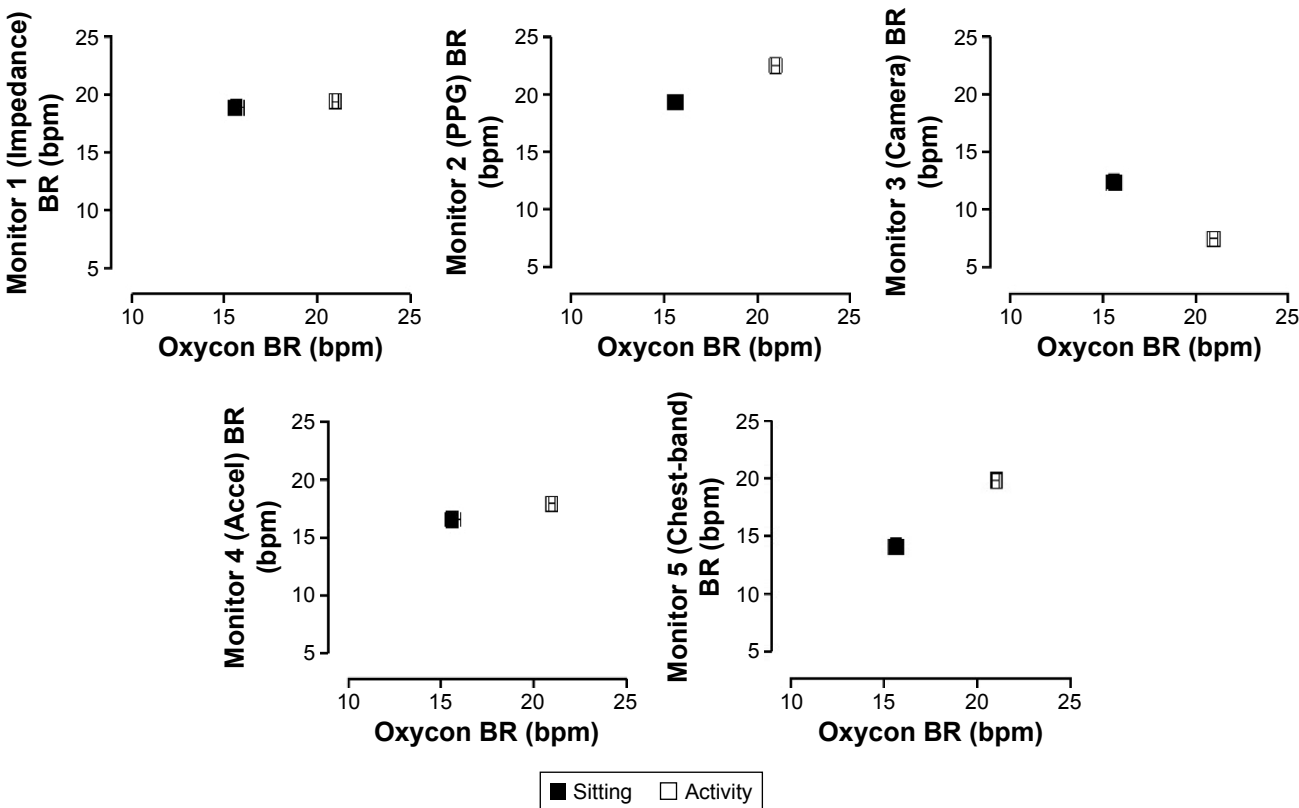 Monitor 1 (Impedance)
BR (bpm)
25
20
15
10
5
10 15 20 25
Oxycon BR (bpm)
Monitor 2 (PPG) BR
(bpm)
25
20
15
10
5
10 15 20 25
Oxycon BR (bpm)
Monitor 3 (Camera) BR
(bpm)
25
20
15
10
5
10 15 20 25
Oxycon BR (bpm)
Monitor 4 (Accel) BR
(bpm)
25
20
15
10
5
10 15 20 25
Oxycon BR (bpm)
Monitor 5 (Chest-band)
BR (bpm)
25
20
15
10
5
10 15 20 25
Oxycon BR (bpm)
Sitting Activity